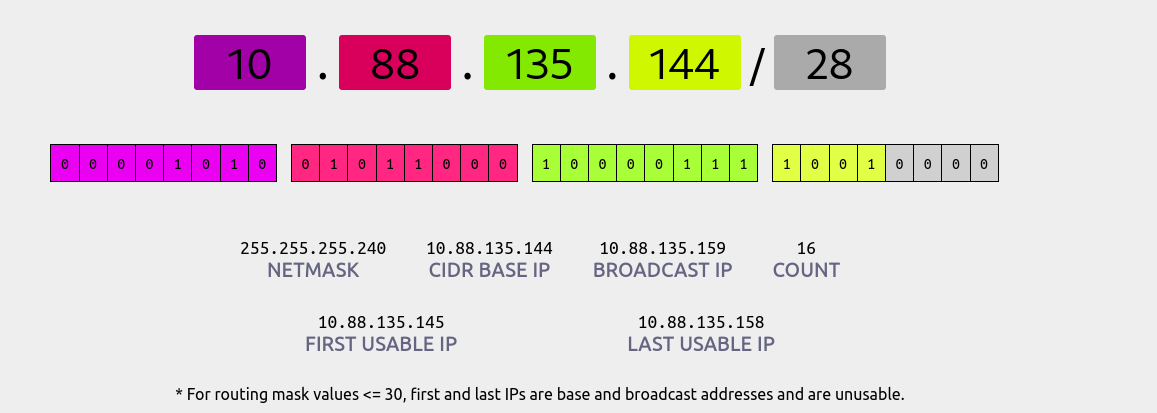 10 . 88 . 135 . 144 / 28
0 0 0 0 1 0 1 0 0 1 0 1 1 0 0 0 1 0 0 0 0 1 1 1 1 0 0 1 0 0 0 0
255.255.255.240 10.88.135.144 10.88.135.159 16
NETMASK CIDR BASE IP BROADCAST IP COUNT
10.88.135.145 10.88.135.158
FIRST USABLE IP LAST USABLE IP
* For routing mask values <= 30, first and last IPs are base and broadcast addresses and are unusable.